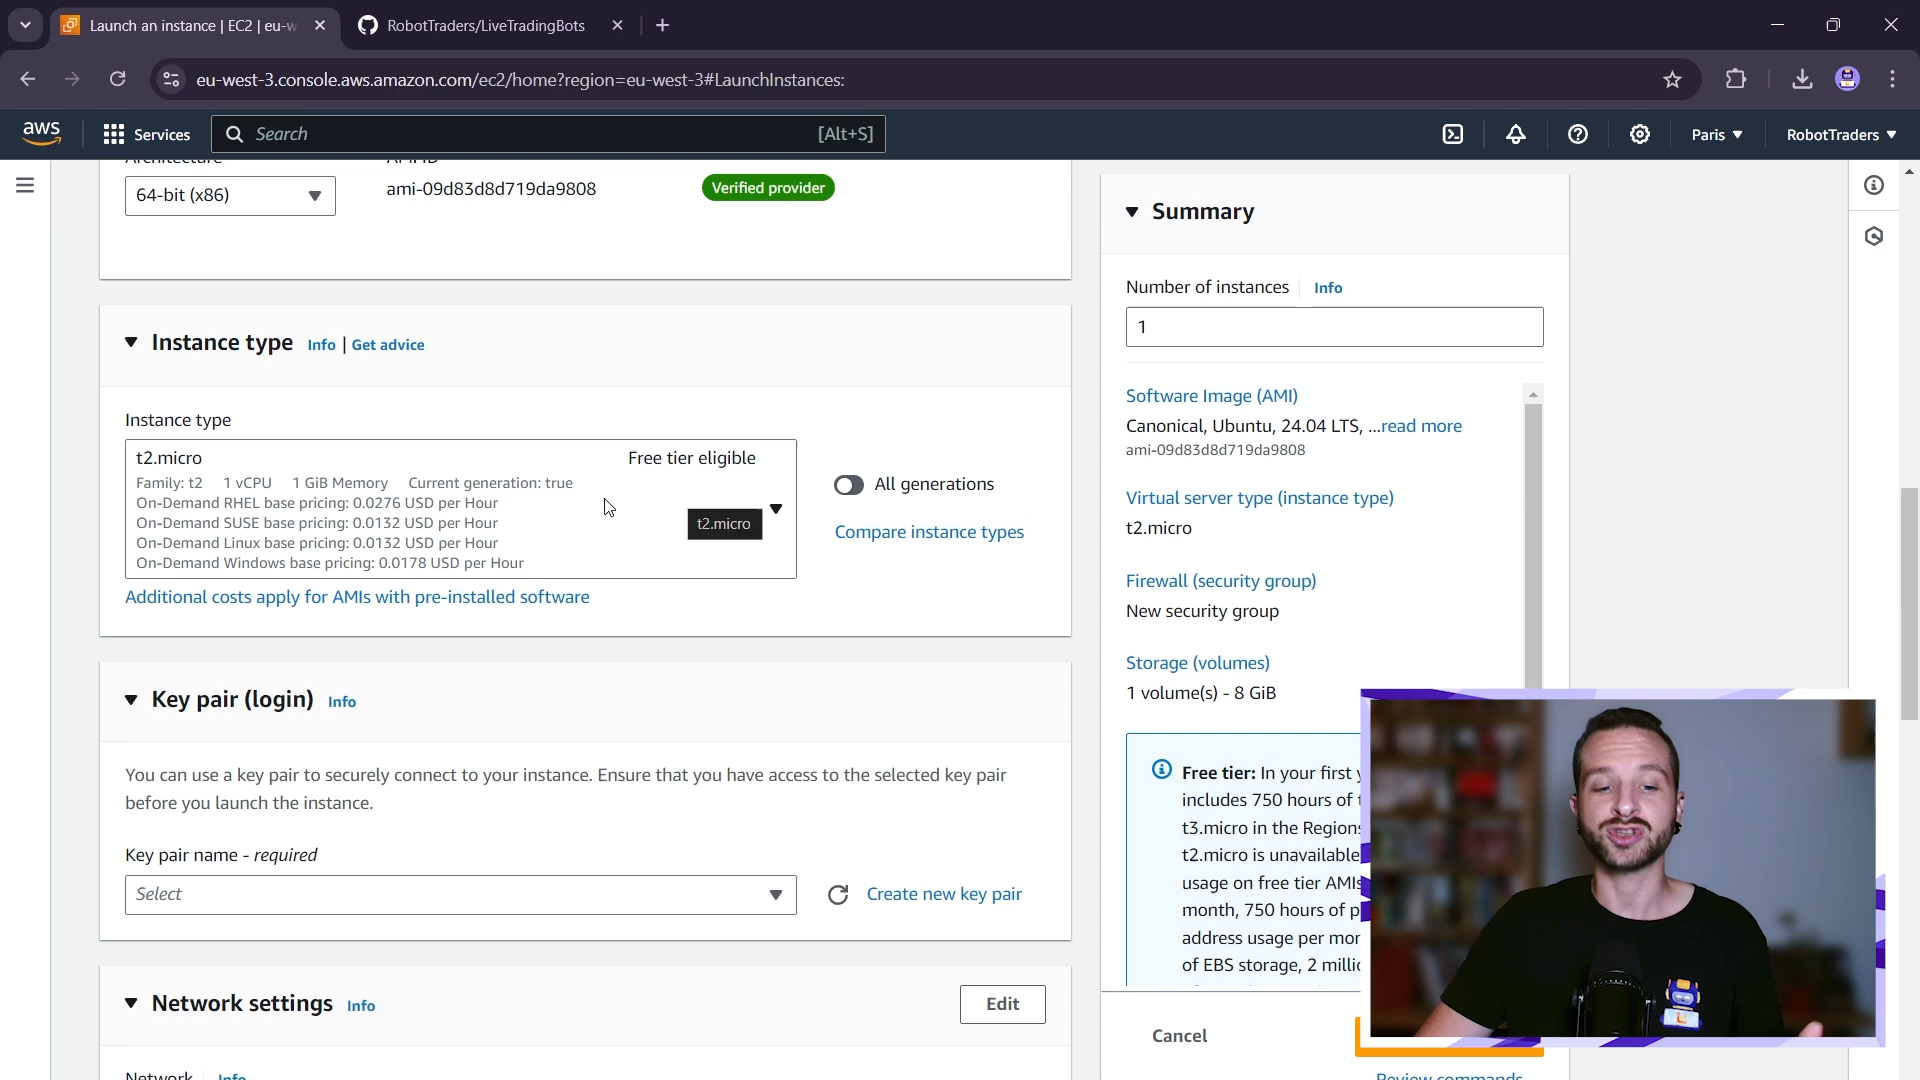 Launch an instance | EC2 | eu-w
RobotTraders/LiveTradingBots
eu-west-3.console.aws.amazon.com/ec2/home?region=eu-west-3#LaunchInstances:
aws
Services
Search
[Alt+S]
Paris
RobotTraders
Architecture
AMI ID
64-bit (x86)
ami-09d83d8d719da9808
Verified provider
Instance type
Info | Get advice
Instance type
t2.micro
Free tier eligible
Family: t2 1 vCPU 1 GiB Memory Current generation: true
On-Demand RHEL base pricing: 0.0276 USD per Hour
On-Demand SUSE base pricing: 0.0132 USD per Hour
On-Demand Linux base pricing: 0.0132 USD per Hour
On-Demand Windows base pricing: 0.0178 USD per Hour
t2.micro
All generations
Compare instance types
Additional costs apply for AMIs with pre-installed software
Key pair (login) Info
You can use a key pair to securely connect to your instance. Ensure that you have access to the selected key pair
before you launch the instance.
Key pair name - required
Select
Create new key pair
Network settings Info
Edit
Network Info
Summary
Number of instances Info
1
Software Image (AMI)
Canonical, Ubuntu, 24.04 LTS, ...read more
ami-09d83d8d719da9808
Virtual server type (instance type)
t2.micro
Firewall (security group)
New security group
Storage (volumes)
1 volume(s) - 8 GiB
Free tier: In your first
includes 750 hours of
t3.micro in the Regions
t2.micro is unavailable
usage on free tier AMIs
month, 750 hours of
address usage per
of EBS storage, 2
Cancel
Review commands